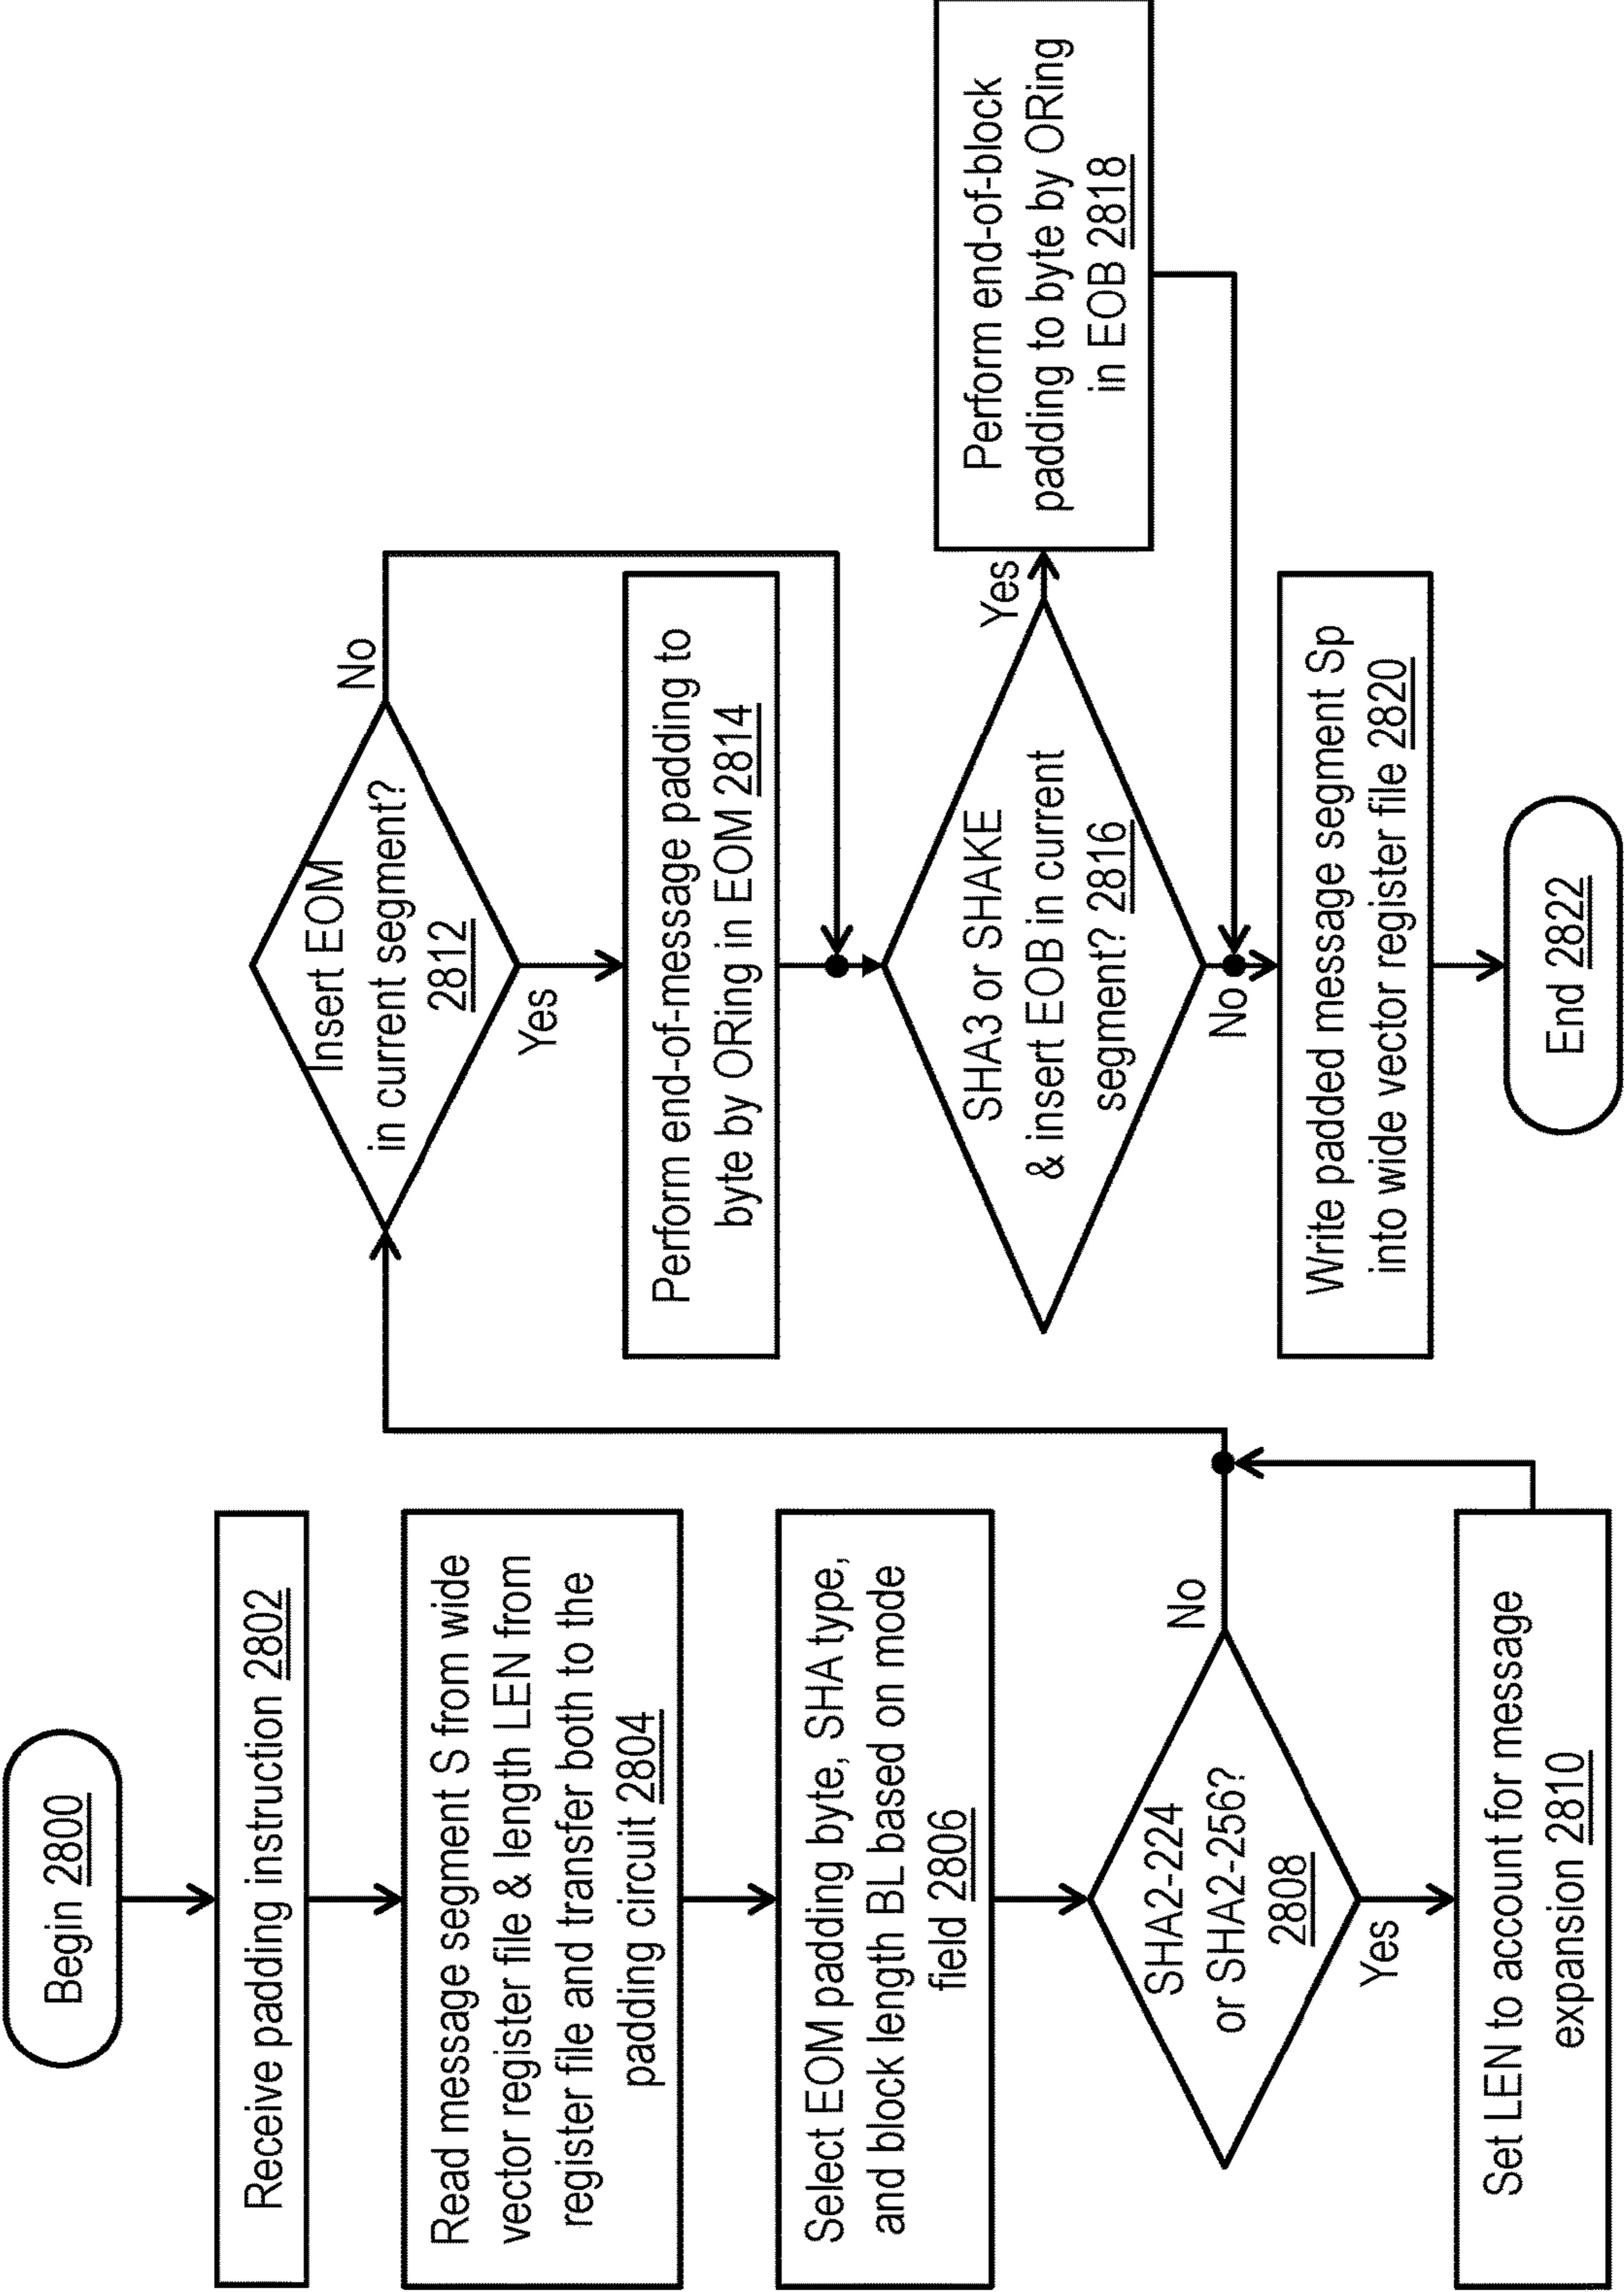 Begin 2800
Receive padding instruction 2802
Read message segment S from wide
vector register file & length LEN from
register file and transfer both to the
padding circuit 2804
Select EOM padding byte, SHA type,
and block length BL based on mode
field 2806
SHA2-224
or SHA2-256?
2808
No
Yes
Set LEN to account for message
expansion 2810
Insert EOM
in current segment?
2812
No
Yes
Perform end-of-message padding to
byte by ORing in EOM 2814
SHA3 or SHAKE
& insert EOB in current
segment? 2816
Yes
No
Perform end-of-block
padding to byte by ORing
in EOB 2818
Write padded message segment Sp
into wide vector register file 2820
End 2822